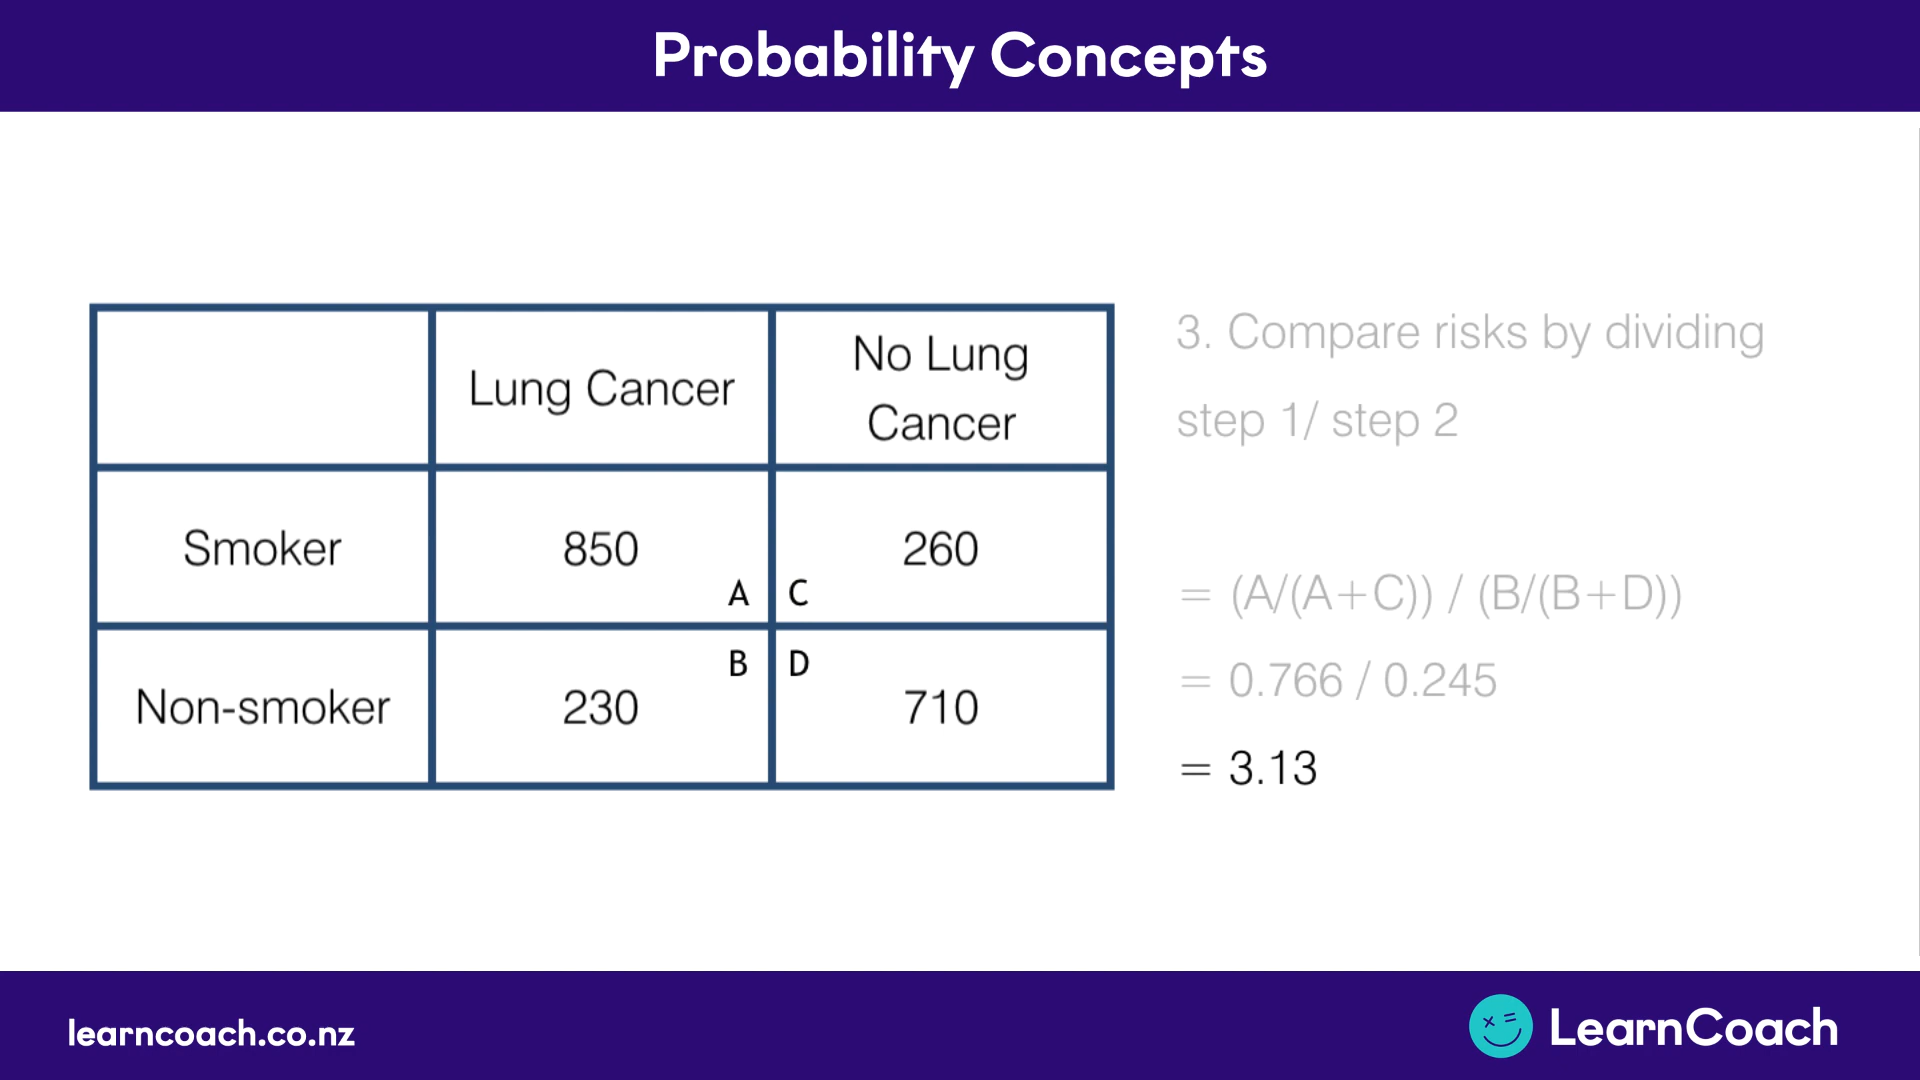 Probability Concepts
Lung Cancer
No Lung
Cancer
Smoker
850
A
C
260
Non-smoker
230
B
D
710
3. Compare risks by dividing
step 1/ step 2
= (A/(A+C)) / (B/(B+D))
= 0.766 / 0.245
= 3.13
learncoach.co.nz
LearnCoach